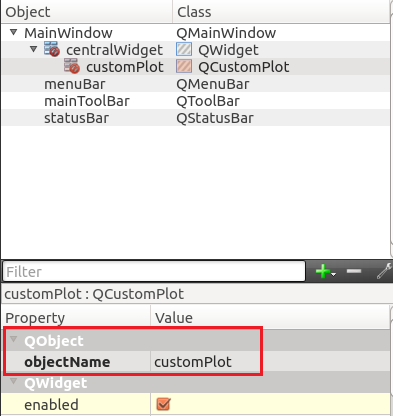 Object Class
MainWindow QMainWindow
centralWidget QWidget
customPlot QCustomPlot
menuBar QMenuBar
mainToolBar QToolBar
statusBar QStatusBar
Filter
customPlot : QCustomPlot
Property Value
QObject
objectName customPlot
QWidget
enabled